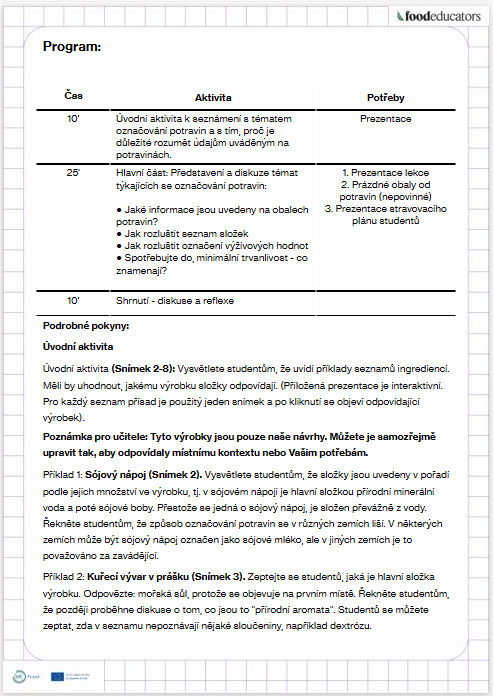 foodeducators
Program:
Čas Aktivita Potřeby
10' Úvodní aktivita k seznámení s tématem Prezentace
označování potravin a s tím, proč je
důležité rozumět údajům uváděným na
potravinách.
25' Hlavní část: Představení a diskuze témat 1. Prezentace lekce
týkajících se označování potravin: 2. Prázdné obaly od
potravin (nepovinné)
● Jaké informace jsou uvedeny na obalech 3. Prezentace stravovacího
potravin? plánu studentů
● Jak rozluštit seznam složek
● Jak rozluštit označení výživových hodnot
● Spotřebujte do, minimální trvanlivost - co
znamenají?
10' Shrnutí - diskuse a reflexe
Podrobné pokyny:
Úvodní aktivita
Úvodní aktivita (Snímek 2-8): Vysvětlete studentům, že uvidí příklady seznamů ingrediencí.
Měli by uhodnout, jakému výrobku složky odpovídají. (Přiložená prezentace je interaktivní.
Pro každý seznam přísad je použitý jeden snímek a po kliknutí se objeví odpovídající
výrobek).
Poznámka pro učitele: Tyto výrobky jsou pouze naše návrhy. Můžete je samozřejmě
upravit tak, aby odpovídaly místnímu kontextu nebo Vašim potřebám.
Příklad 1: Sójový nápoj (Snímek 2). Vysvětlete studentům, že složky jsou uvedeny v pořadí
podle jejich množství ve výrobku, tj. v sójovém nápoji je hlavní složkou přírodní minerální
voda a poté sójové boby. Přestože se jedná o sójový nápoj, je složen převážně z vody.
Řekněte studentům, že způsob označování potravin se v různých zemích liší. V některých
zemích může být sójový nápoj označen jako sójové mléko, ale v jiných zemích je to
považováno za zavádějící.
Příklad 2: Kuřecí vývar v prášku (Snímek 3). Zeptejte se studentů, jaká je hlavní složka
výrobku. Odpovězte: mořská sůl, protože se objevuje na prvním místě. Řekněte studentům,
že později proběhne diskuse o tom, co jsou to "přírodní aromata". Studentů se můžete
zeptat, zda v seznamu nepoznávají nějaké sloučeniny, například dextrózu.
eit Food
Co-funded by the
European Union